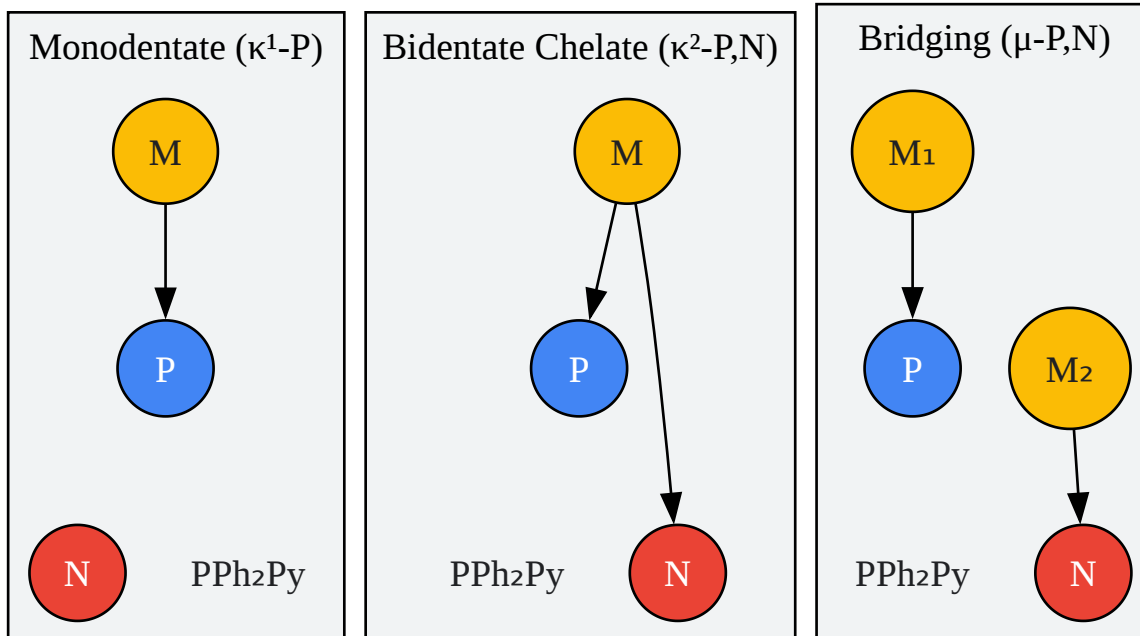 Monodentate (κ¹-P)
M
P
N
PPh₂Py
Bidentate Chelate (κ²-P,N)
M
P
PPh₂Py
N
Bridging (μ-P,N)
M₁
P
M₂
PPh₂Py
N